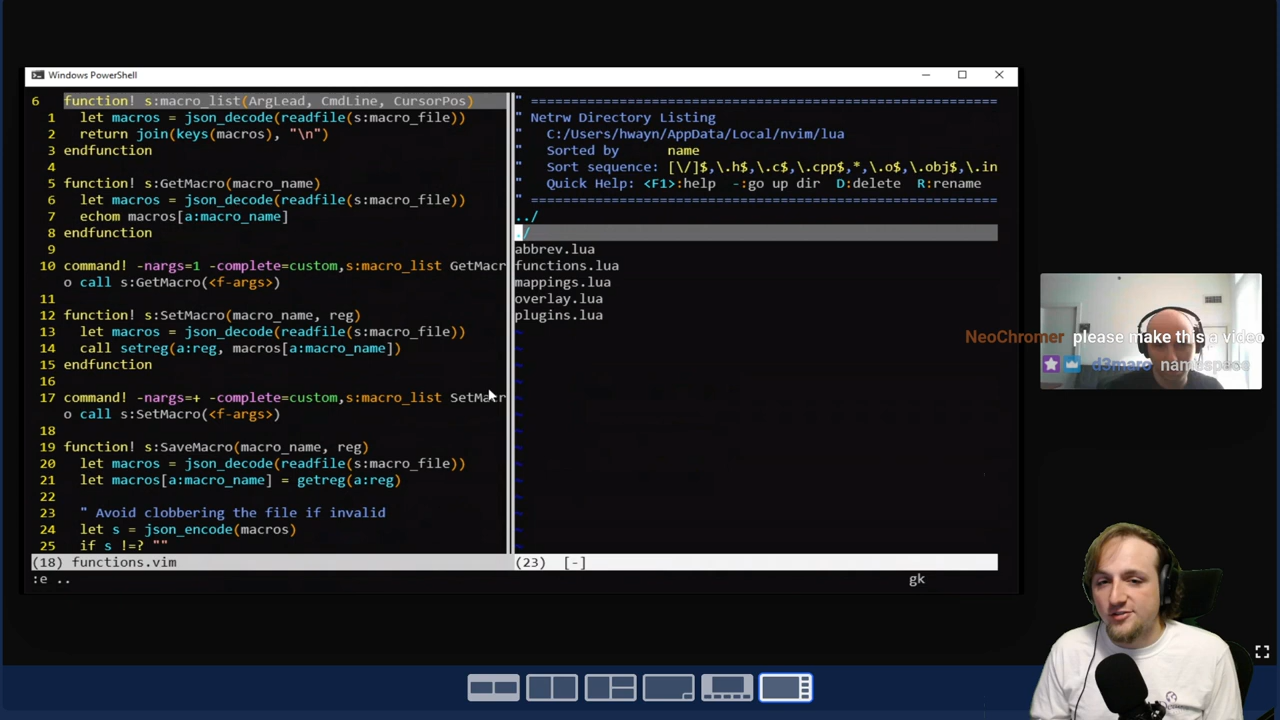 Windows PowerShell
6 function! s:macro_list(ArgLead, CmdLine, CursorPos)
1 let macros = json_decode(readfile(s:macro_file))
2 return join(keys(macros), "\n")
3 endfunction
4
5 function! s:GetMacro(macro_name)
6 let macros = json_decode(readfile(s:macro_file))
7 echom macros[a:macro_name]
8 endfunction
9
10 command! -nargs=1 -complete=custom,s:macro_list GetMacr
o call s:GetMacro(<f-args>)
11
12 function! s:SetMacro(macro_name, reg)
13 let macros = json_decode(readfile(s:macro_file))
14 call setreg(a:reg, macros[a:macro_name])
15 endfunction
16
17 command! -nargs=+ -complete=custom,s:macro_list SetMacr
o call s:SetMacro(<f-args>)
18
19 function! s:SaveMacro(macro_name, reg)
20 let macros = json_decode(readfile(s:macro_file))
21 let macros[a:macro_name] = getreg(a:reg)
22
23 " Avoid clobbering the file if invalid
24 let s = json_encode(macros)
25 if s !=? ""
(18) functions.vim
:e ..
" ============================================================
" Netrw Directory Listing
" C:/Users/hwayn/AppData/Local/nvim/lua
" Sorted by name
" Sort sequence: [\/]$,\.h$,\.c$,\.cpp$,*,\.o$,\.obj$,\.in
" Quick Help: <F1>:help -:go up dir D:delete R:rename
" ============================================================
../
./
abbrev.lua
functions.lua
mappings.lua
overlay.lua
plugins.lua
~
~
~
~
~
~
~
~
~
~
~
~
~
~
(23) [-]
gk
NeoChromer please make this a video
d3maro namespace